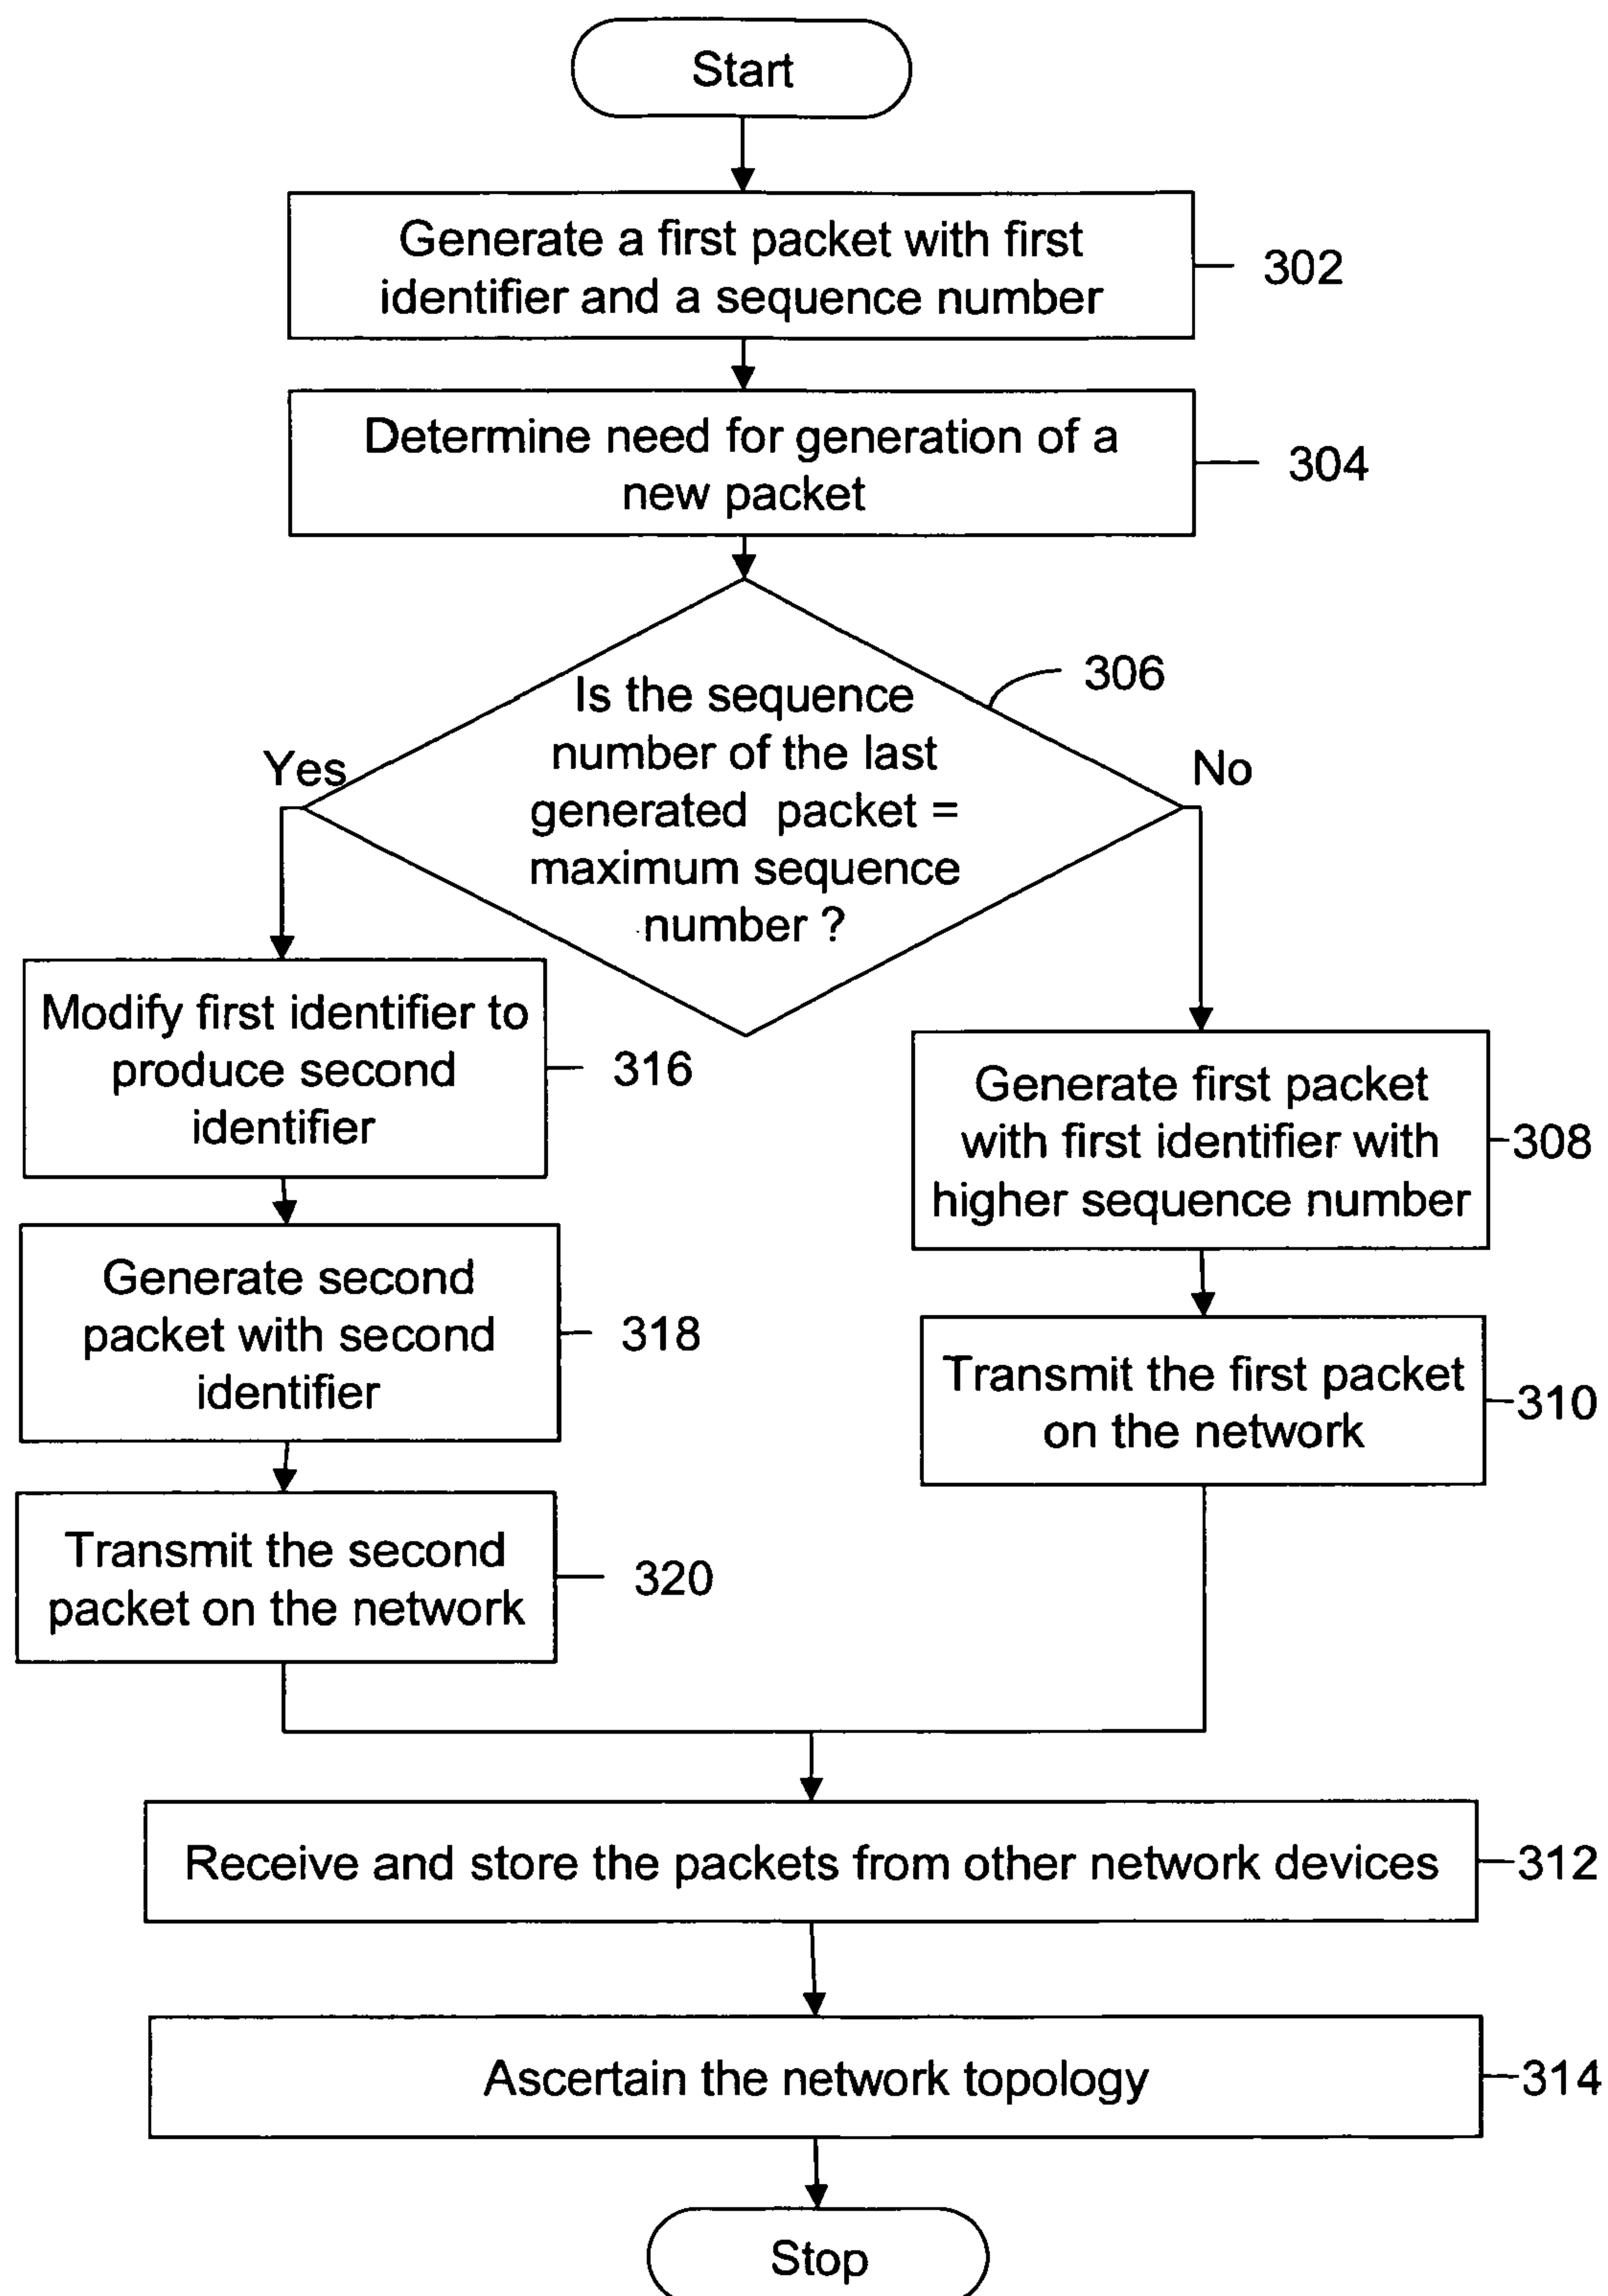 Start
Generate a first packet with first
identifier and a sequence number
302
Determine need for generation of a
new packet
304
Is the sequence
number of the last
generated packet =
maximum sequence
number ?
306
Yes
No
Modify first identifier to
produce second
identifier
316
Generate first packet
with first identifier with
higher sequence number
308
Generate second
packet with second
identifier
318
Transmit the first packet
on the network
310
Transmit the second
packet on the network
320
Receive and store the packets from other network devices
312
Ascertain the network topology
314
Stop